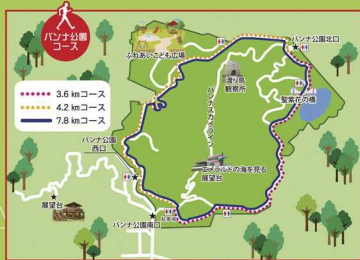 バンナ公園
コース
3.6 kmコース
4.2 kmコース
7.8 kmコース
ふれあいこども広場
バンナ公園北口
渡り鳥
観察所
聖紫花の橋
バンナスカイライン
バンナ公園
西口
エメラルドの海を見る
展望台
展望台
バンナ公園南口
駐車場